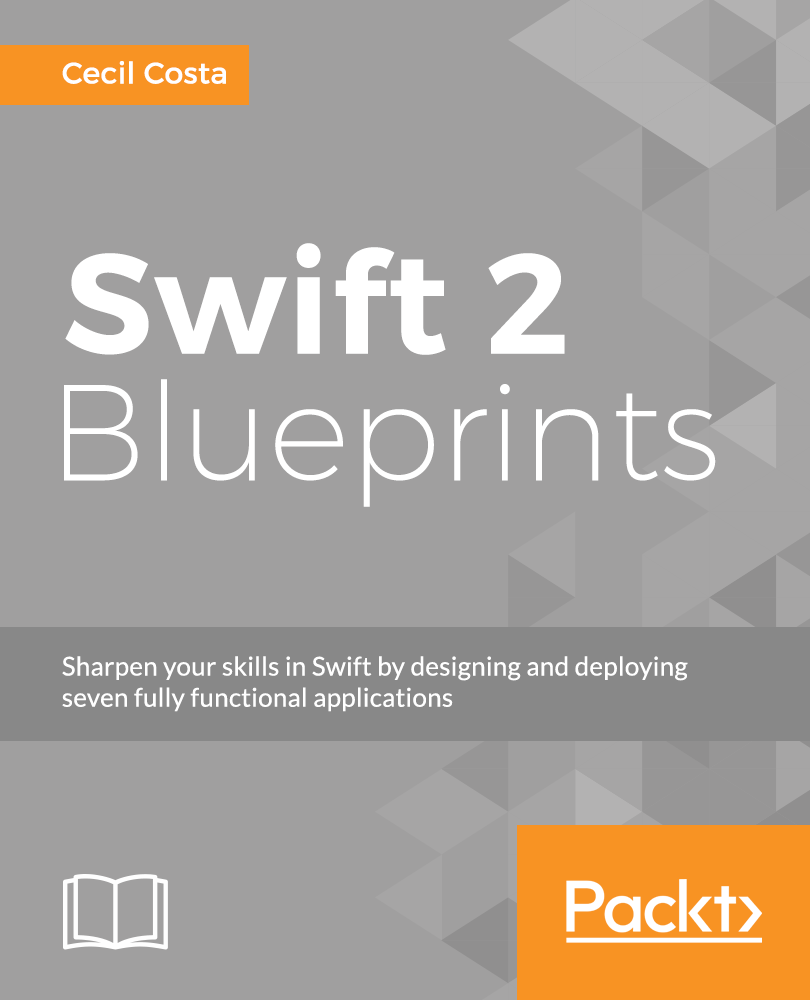 Cecil Costa
Swift 2
Blueprints
Sharpen your skills in Swift by designing and deploying
seven fully functional applications
Packt